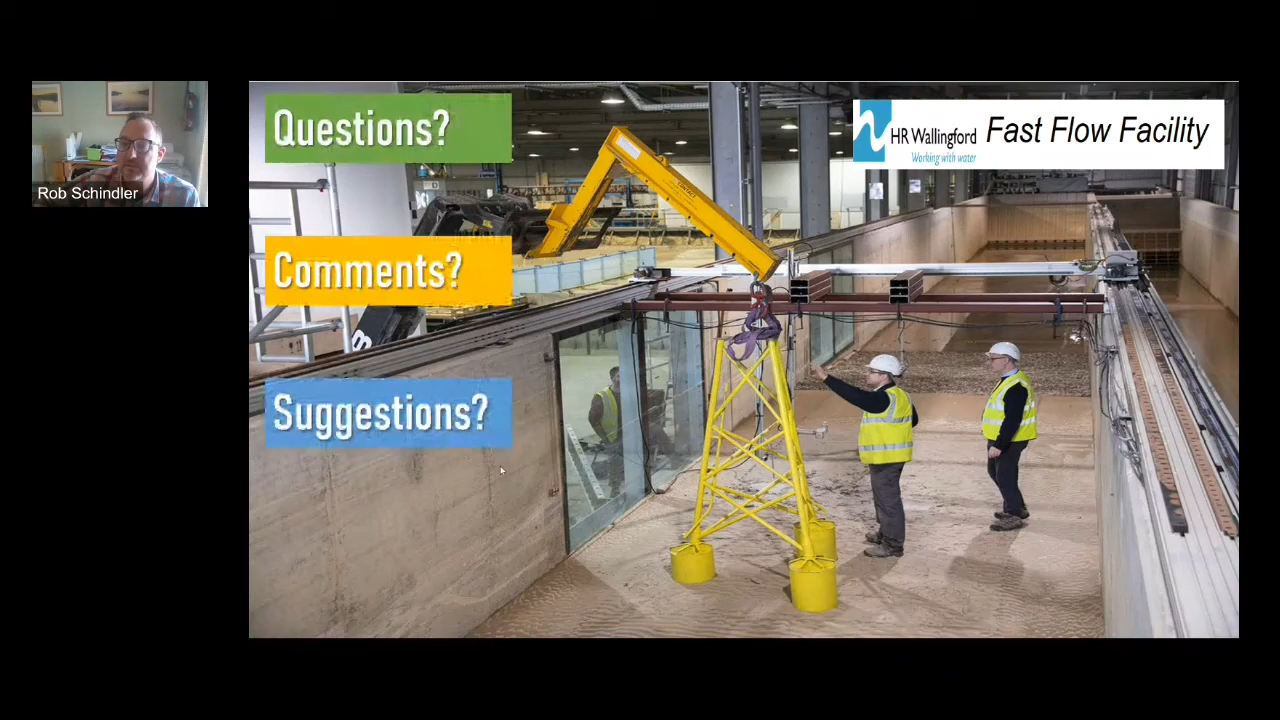 Questions?
HR Wallingford
Working with water
Fast Flow Facility
Rob Schindler
Comments?
Suggestions?